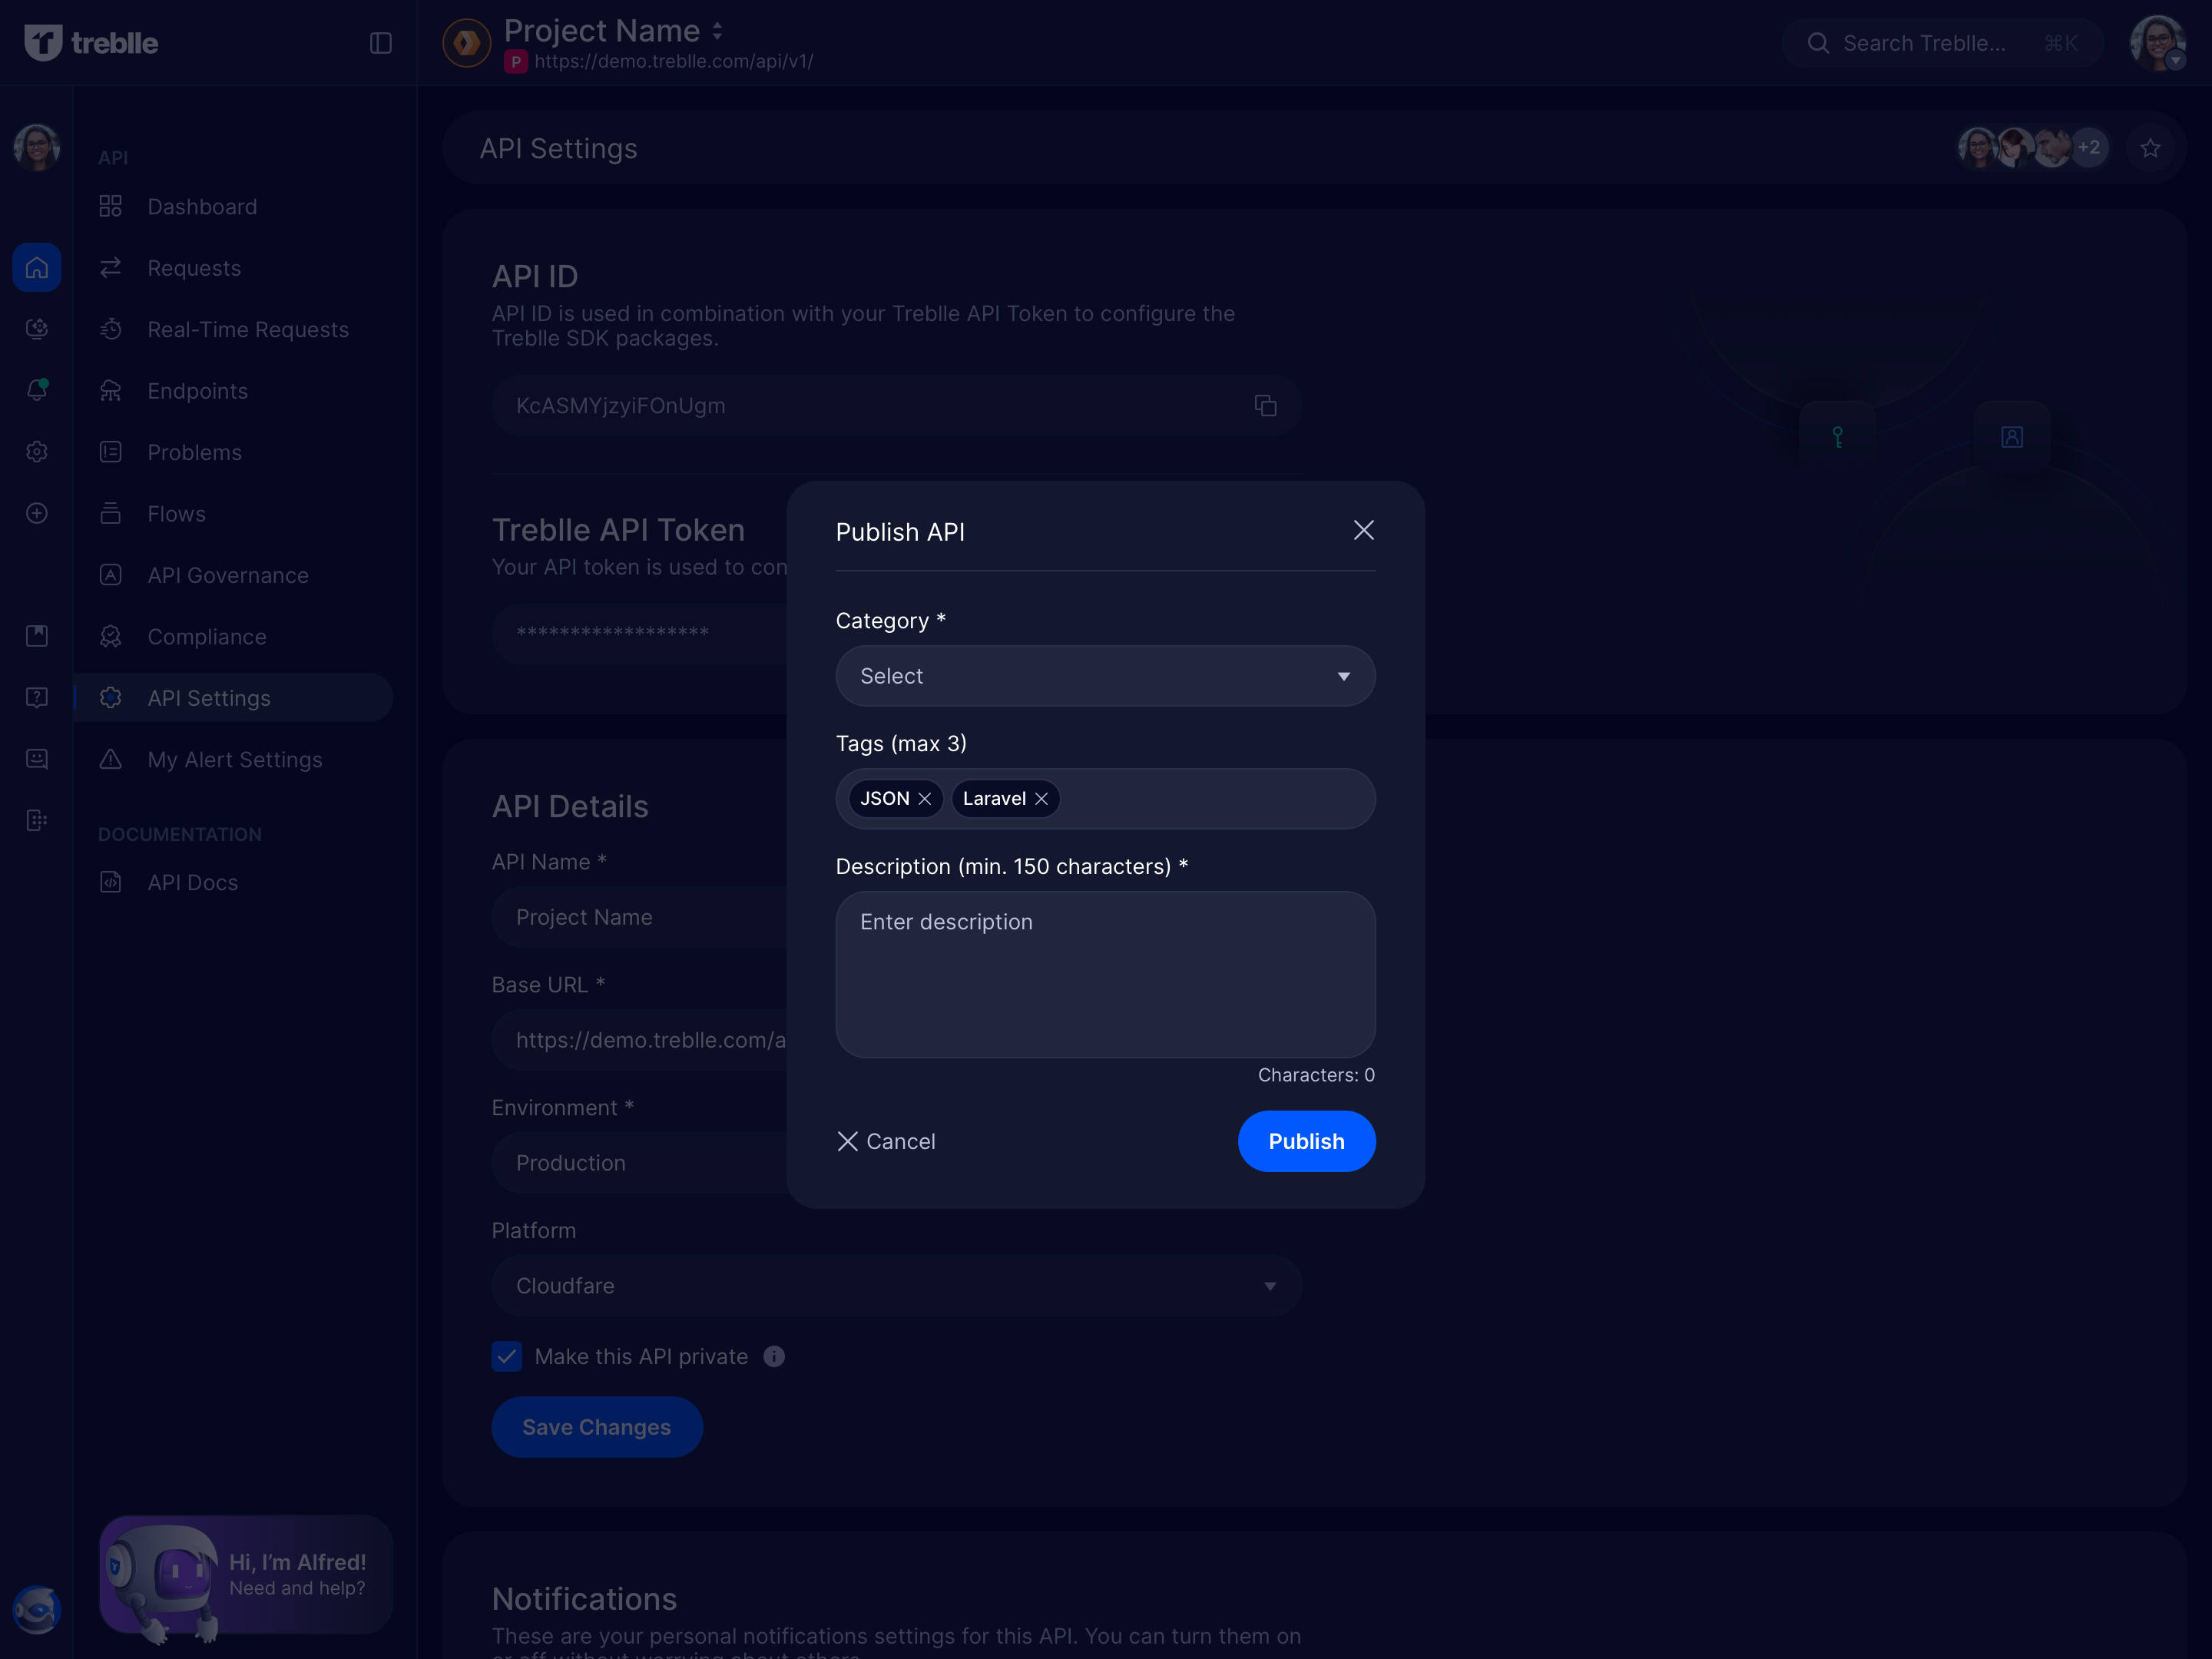 treblle
Project Name
P https://demo.treblle.com/api/v1/
Search Treblle... ⌘K
API
Dashboard
Requests
Real-Time Requests
Endpoints
Problems
Flows
API Governance
Compliance
API Settings
My Alert Settings
DOCUMENTATION
API Docs
Hi, I'm Alfred!
Need and help?
API Settings
+2
API ID
API ID is used in combination with your Treblle API Token to configure the
Treblle SDK packages.
KcASMYjzyiFOnUgm
Treblle API Token
Your API token is used to con
******************
API Details
API Name *
Project Name
Base URL *
https://demo.treblle.com/a
Environment *
Production
Platform
Cloudfare
Make this API private
Save Changes
Notifications
These are your personal notifications settings for this API. You can turn them on
or off without worrying about others
Publish API
Category *
Select
Tags (max 3)
JSON Laravel
Description (min. 150 characters) *
Enter description
Characters: 0
Cancel
Publish